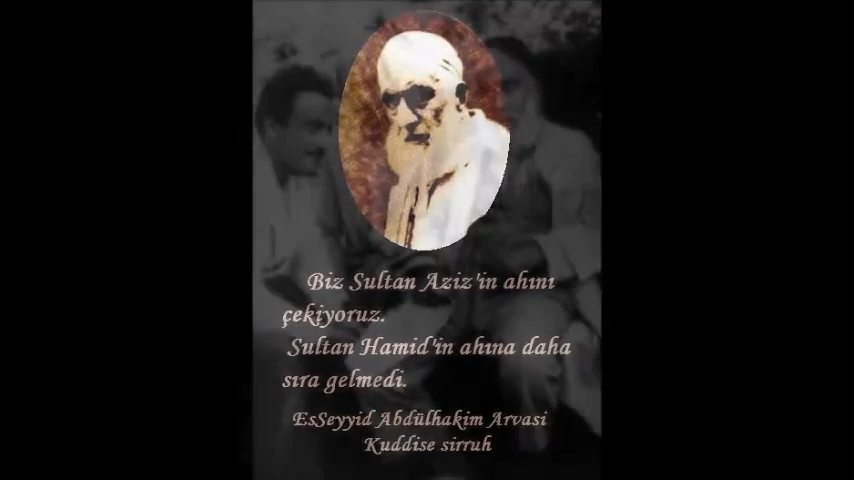 Biz Sultan Aziz'in ahını
çekiyoruz.
Sultan Hamid'in ahına daha
sıra gelmedi.
EsSeyyid Abdülhakim Arvasi
Kuddise sirruh